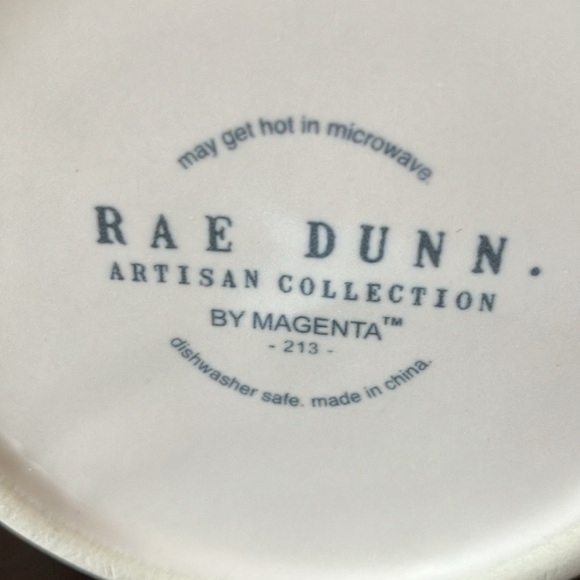 may get hot in microwave.
RAE DUNN.
ARTISAN COLLECTION
BY MAGENTA™
- 213 -
dishwasher safe. made in china.